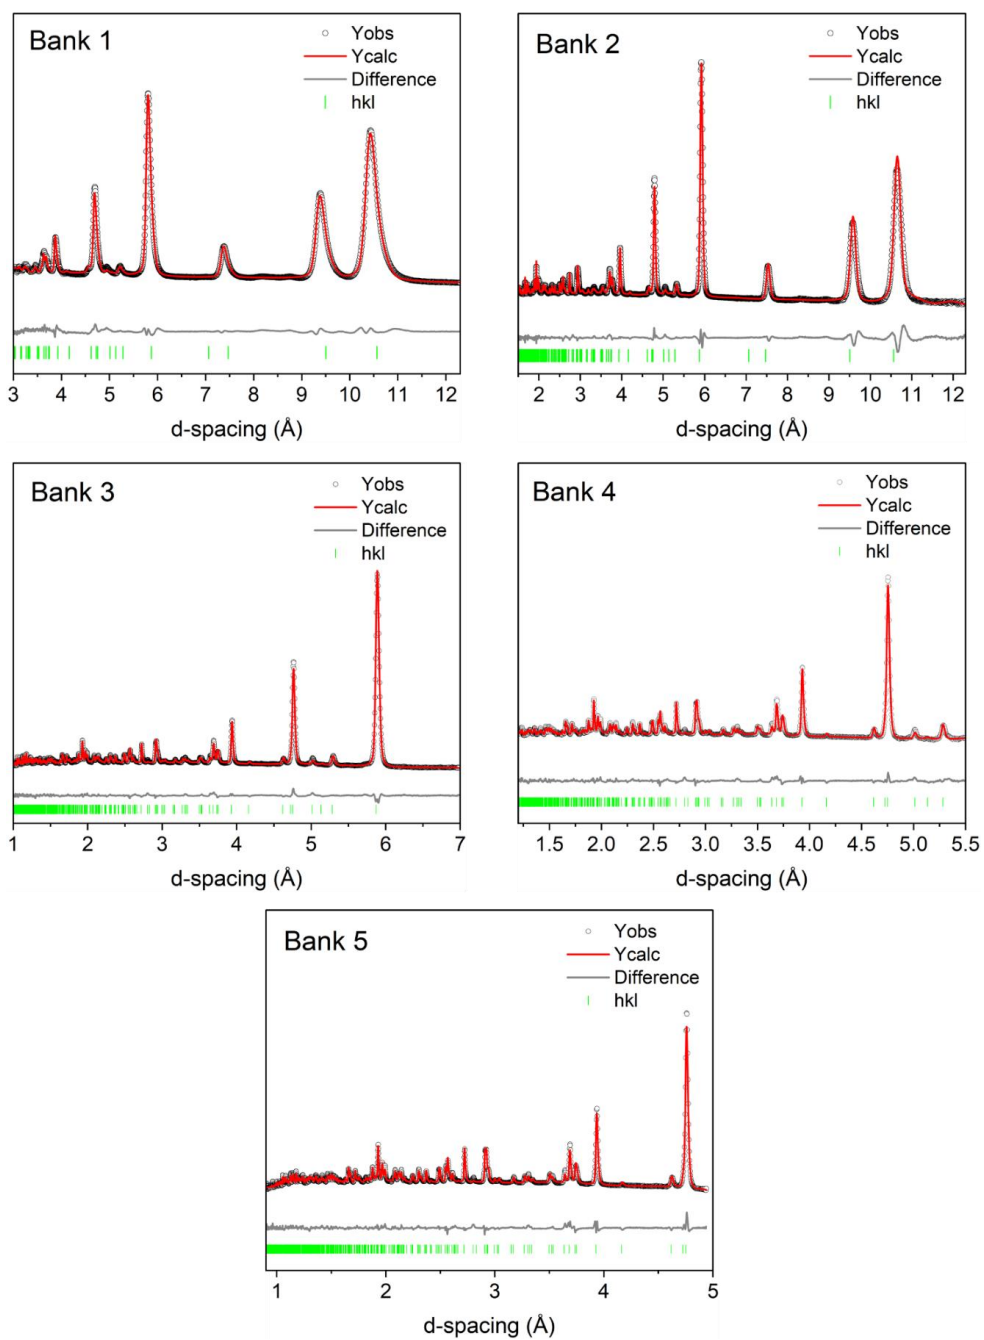 Bank 1
Yobs
Ycalc
Difference
hkl
3 4 5 6 7 8 9 10 11 12
d-spacing (Å)
Bank 2
Yobs
Ycalc
Difference
hkl
2 3 4 5 6 7 8 9 10 11 12
d-spacing (Å)
Bank 3
Yobs
Ycalc
Difference
hkl
1 2 3 4 5 6 7
d-spacing (Å)
Bank 4
Yobs
Ycalc
Difference
hkl
1.5 2.0 2.5 3.0 3.5 4.0 4.5 5.0 5.5
d-spacing (Å)
Bank 5
Yobs
Ycalc
Difference
hkl
1 2 3 4 5
d-spacing (Å)